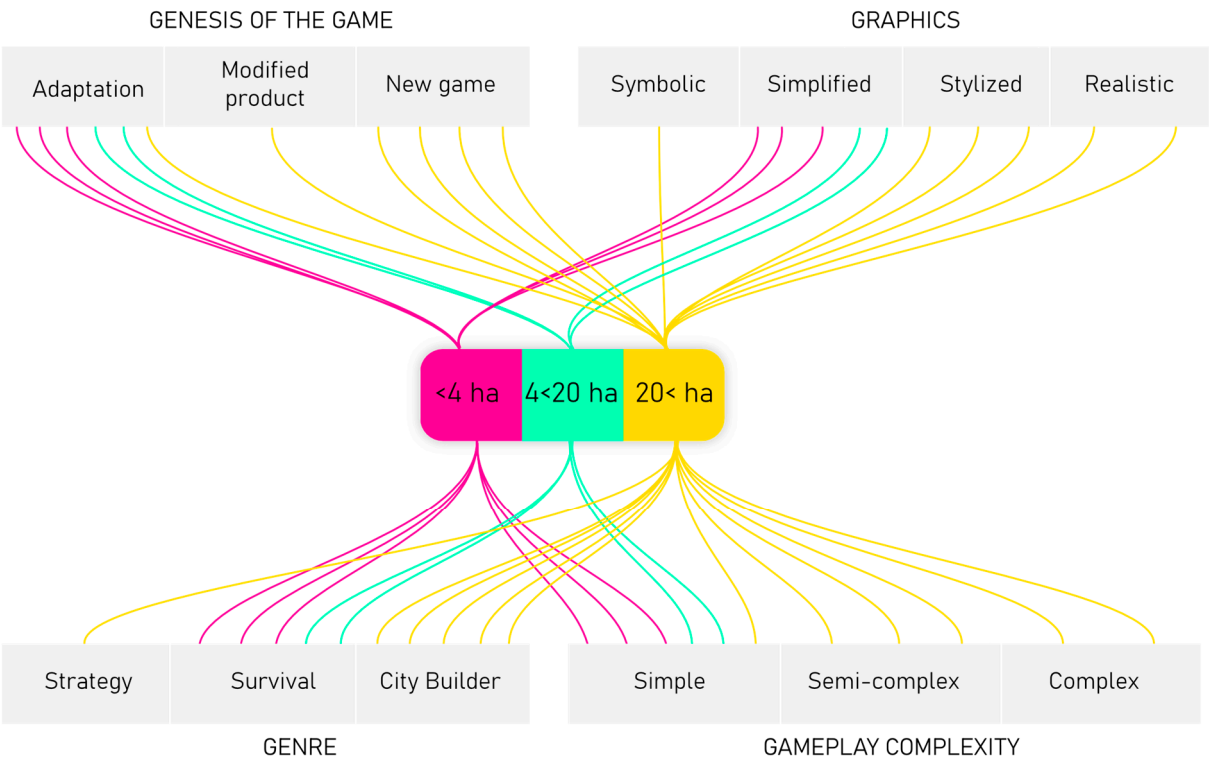 GENESIS OF THE GAME
GRAPHICS
Adaptation
Modified
product
New game
Symbolic
Simplified
Stylized
Realistic
<4 ha
4<20 ha
20< ha
Strategy
Survival
City Builder
Simple
Semi-complex
Complex
GENRE
GAMEPLAY COMPLEXITY